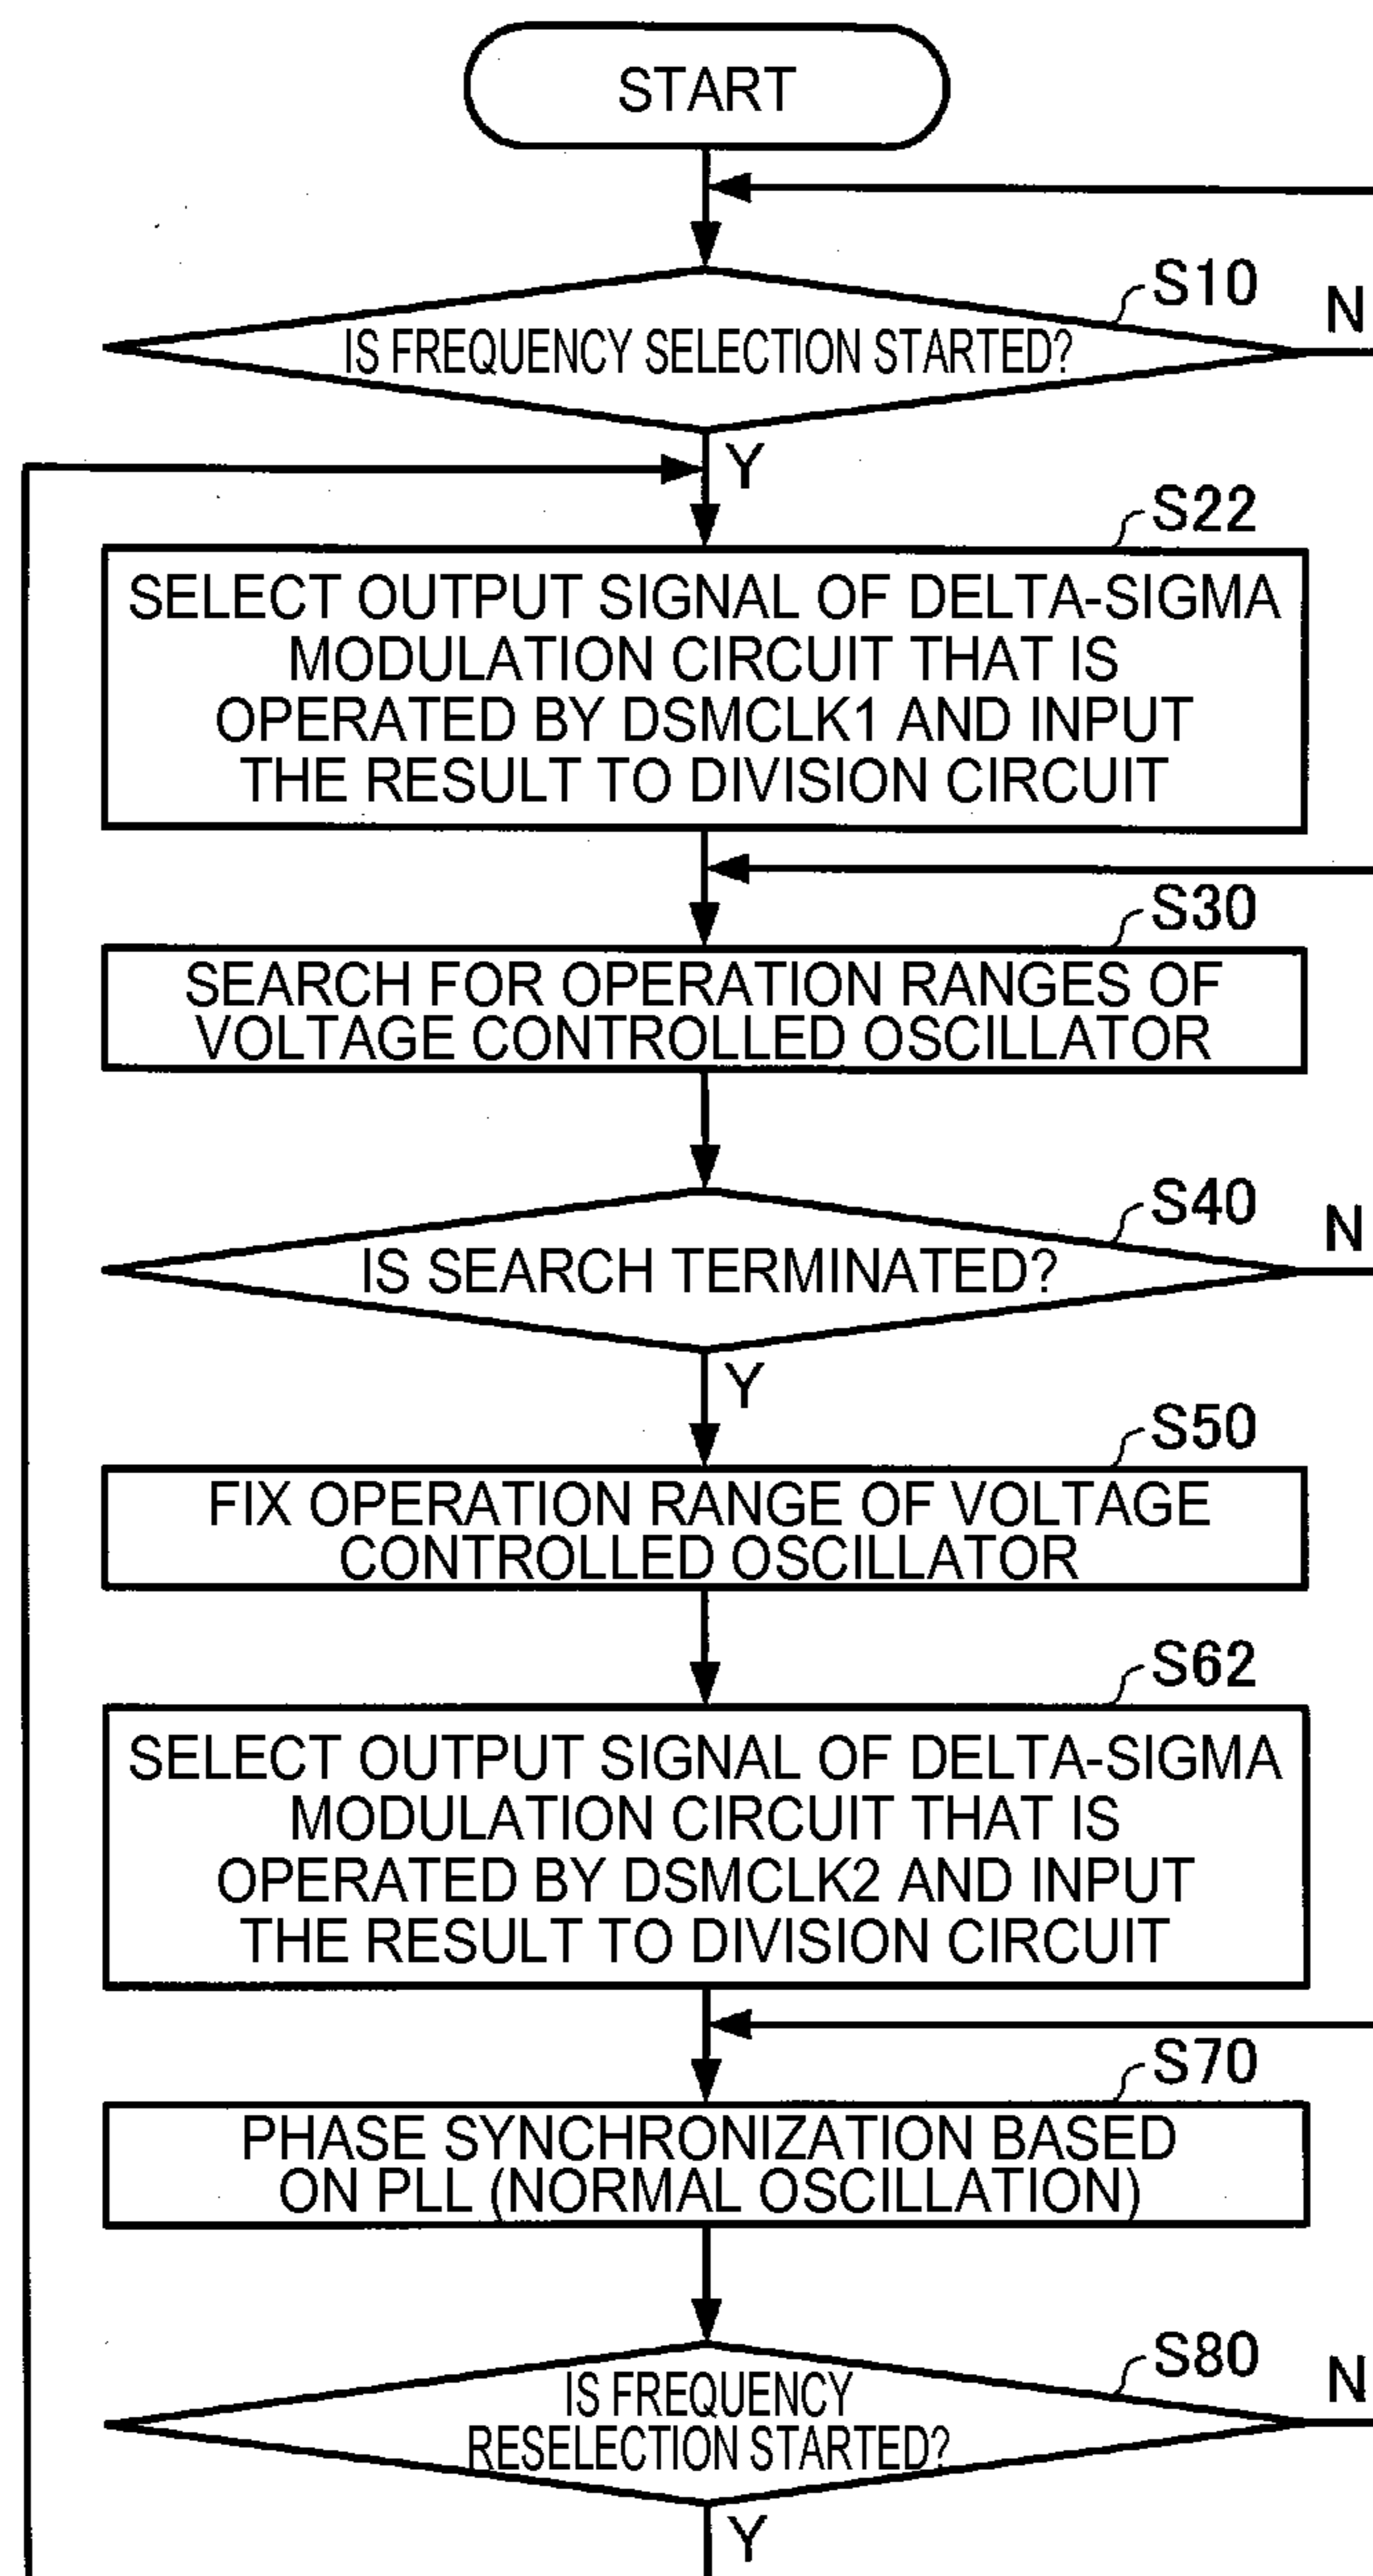 START
S10
IS FREQUENCY SELECTION STARTED?
N
Y
S22
SELECT OUTPUT SIGNAL OF DELTA-SIGMA
MODULATION CIRCUIT THAT IS
OPERATED BY DSMCLK1 AND INPUT
THE RESULT TO DIVISION CIRCUIT
S30
SEARCH FOR OPERATION RANGES OF
VOLTAGE CONTROLLED OSCILLATOR
S40
IS SEARCH TERMINATED?
N
Y
S50
FIX OPERATION RANGE OF VOLTAGE
CONTROLLED OSCILLATOR
S62
SELECT OUTPUT SIGNAL OF DELTA-SIGMA
MODULATION CIRCUIT THAT IS
OPERATED BY DSMCLK2 AND INPUT
THE RESULT TO DIVISION CIRCUIT
S70
PHASE SYNCHRONIZATION BASED
ON PLL (NORMAL OSCILLATION)
S80
IS FREQUENCY
RESELECTION STARTED?
N
Y